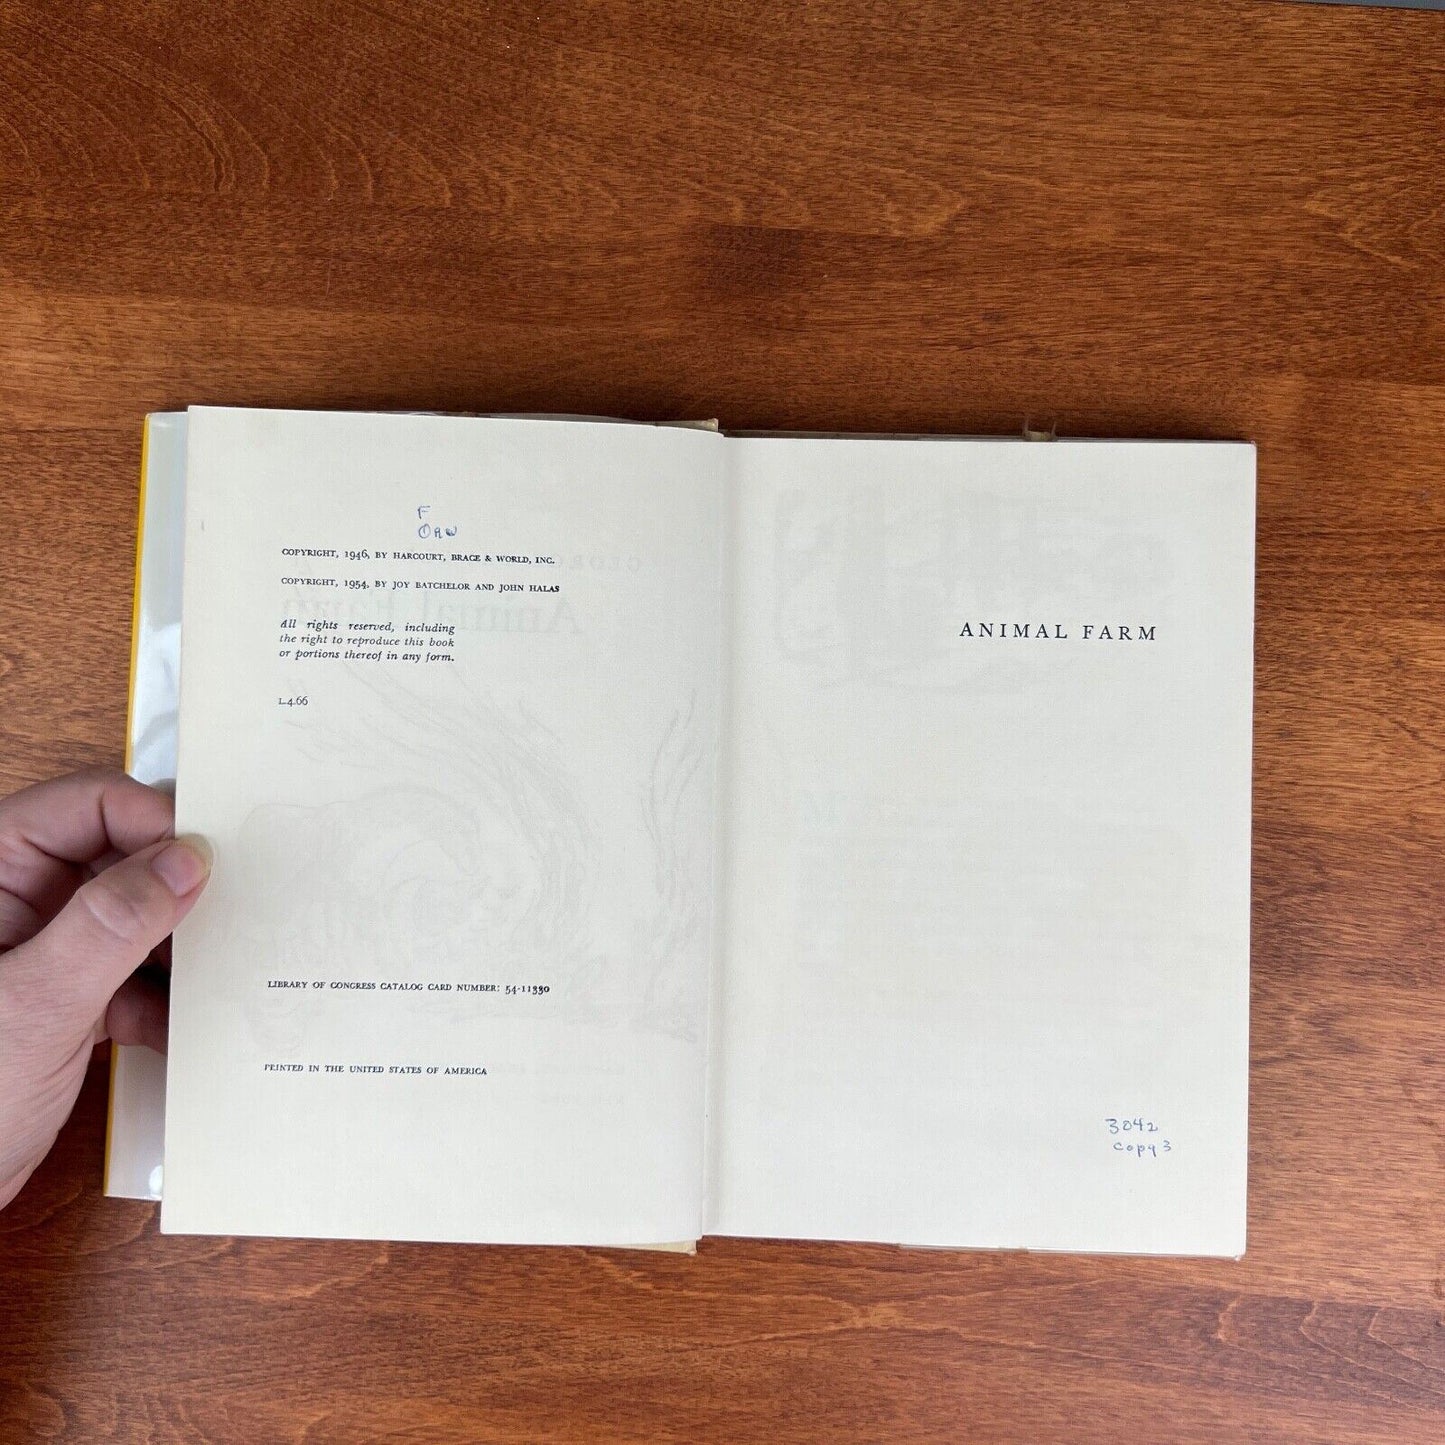 F
ORW
COPYRIGHT, 1946, BY HARCOURT, BRACE & WORLD, INC.
COPYRIGHT, 1954, BY JOY BATCHELOR AND JOHN HALAS
All rights reserved, including
the right to reproduce this book
or portions thereof in any form.
L.4.66
LIBRARY OF CONGRESS CATALOG CARD NUMBER: 54-11330
PRINTED IN THE UNITED STATES OF AMERICA
ANIMAL FARM
3042
copy 3